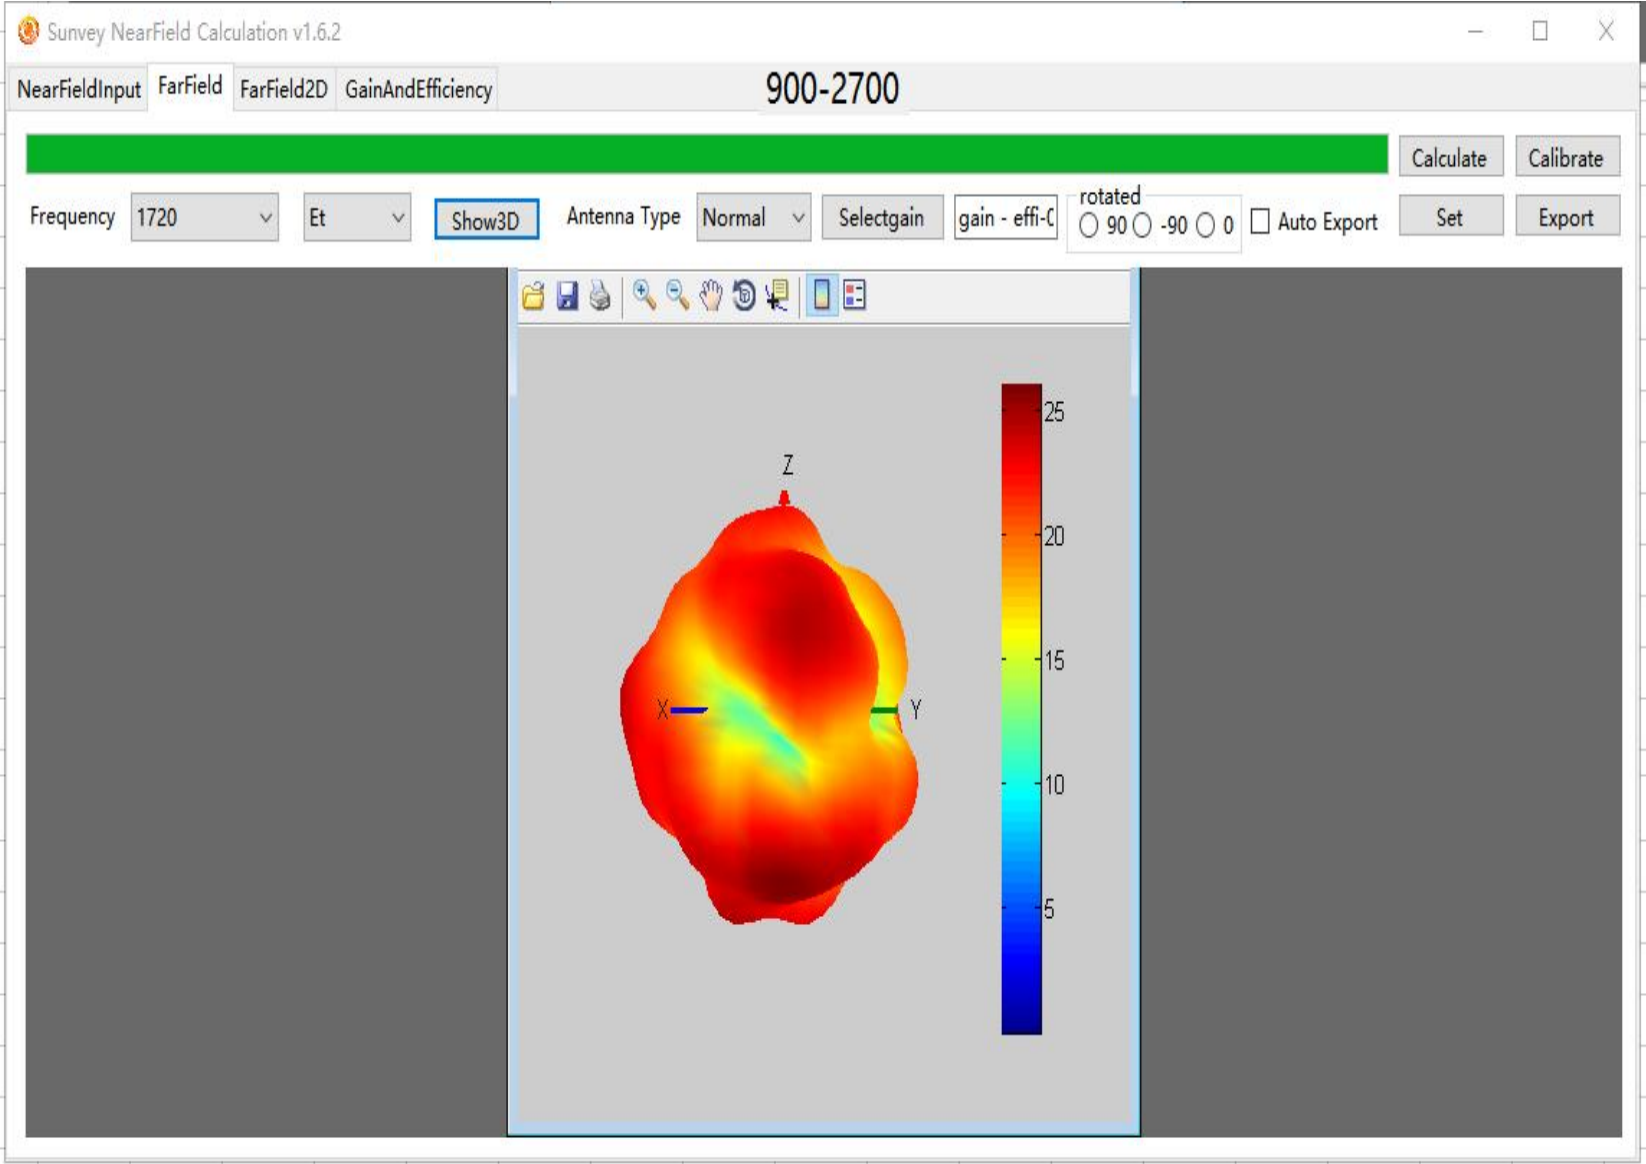 Sunvey NearField Calculation v1.6.2
NearFieldInput FarField FarField2D GainAndEfficiency 900-2700
Calculate Calibrate
Frequency 1720 Et Show3D Antenna Type Normal Selectgain gain - effi- rotated 90 -90 0 Auto Export Set Export
25
Z
20
15
X Y
10
5